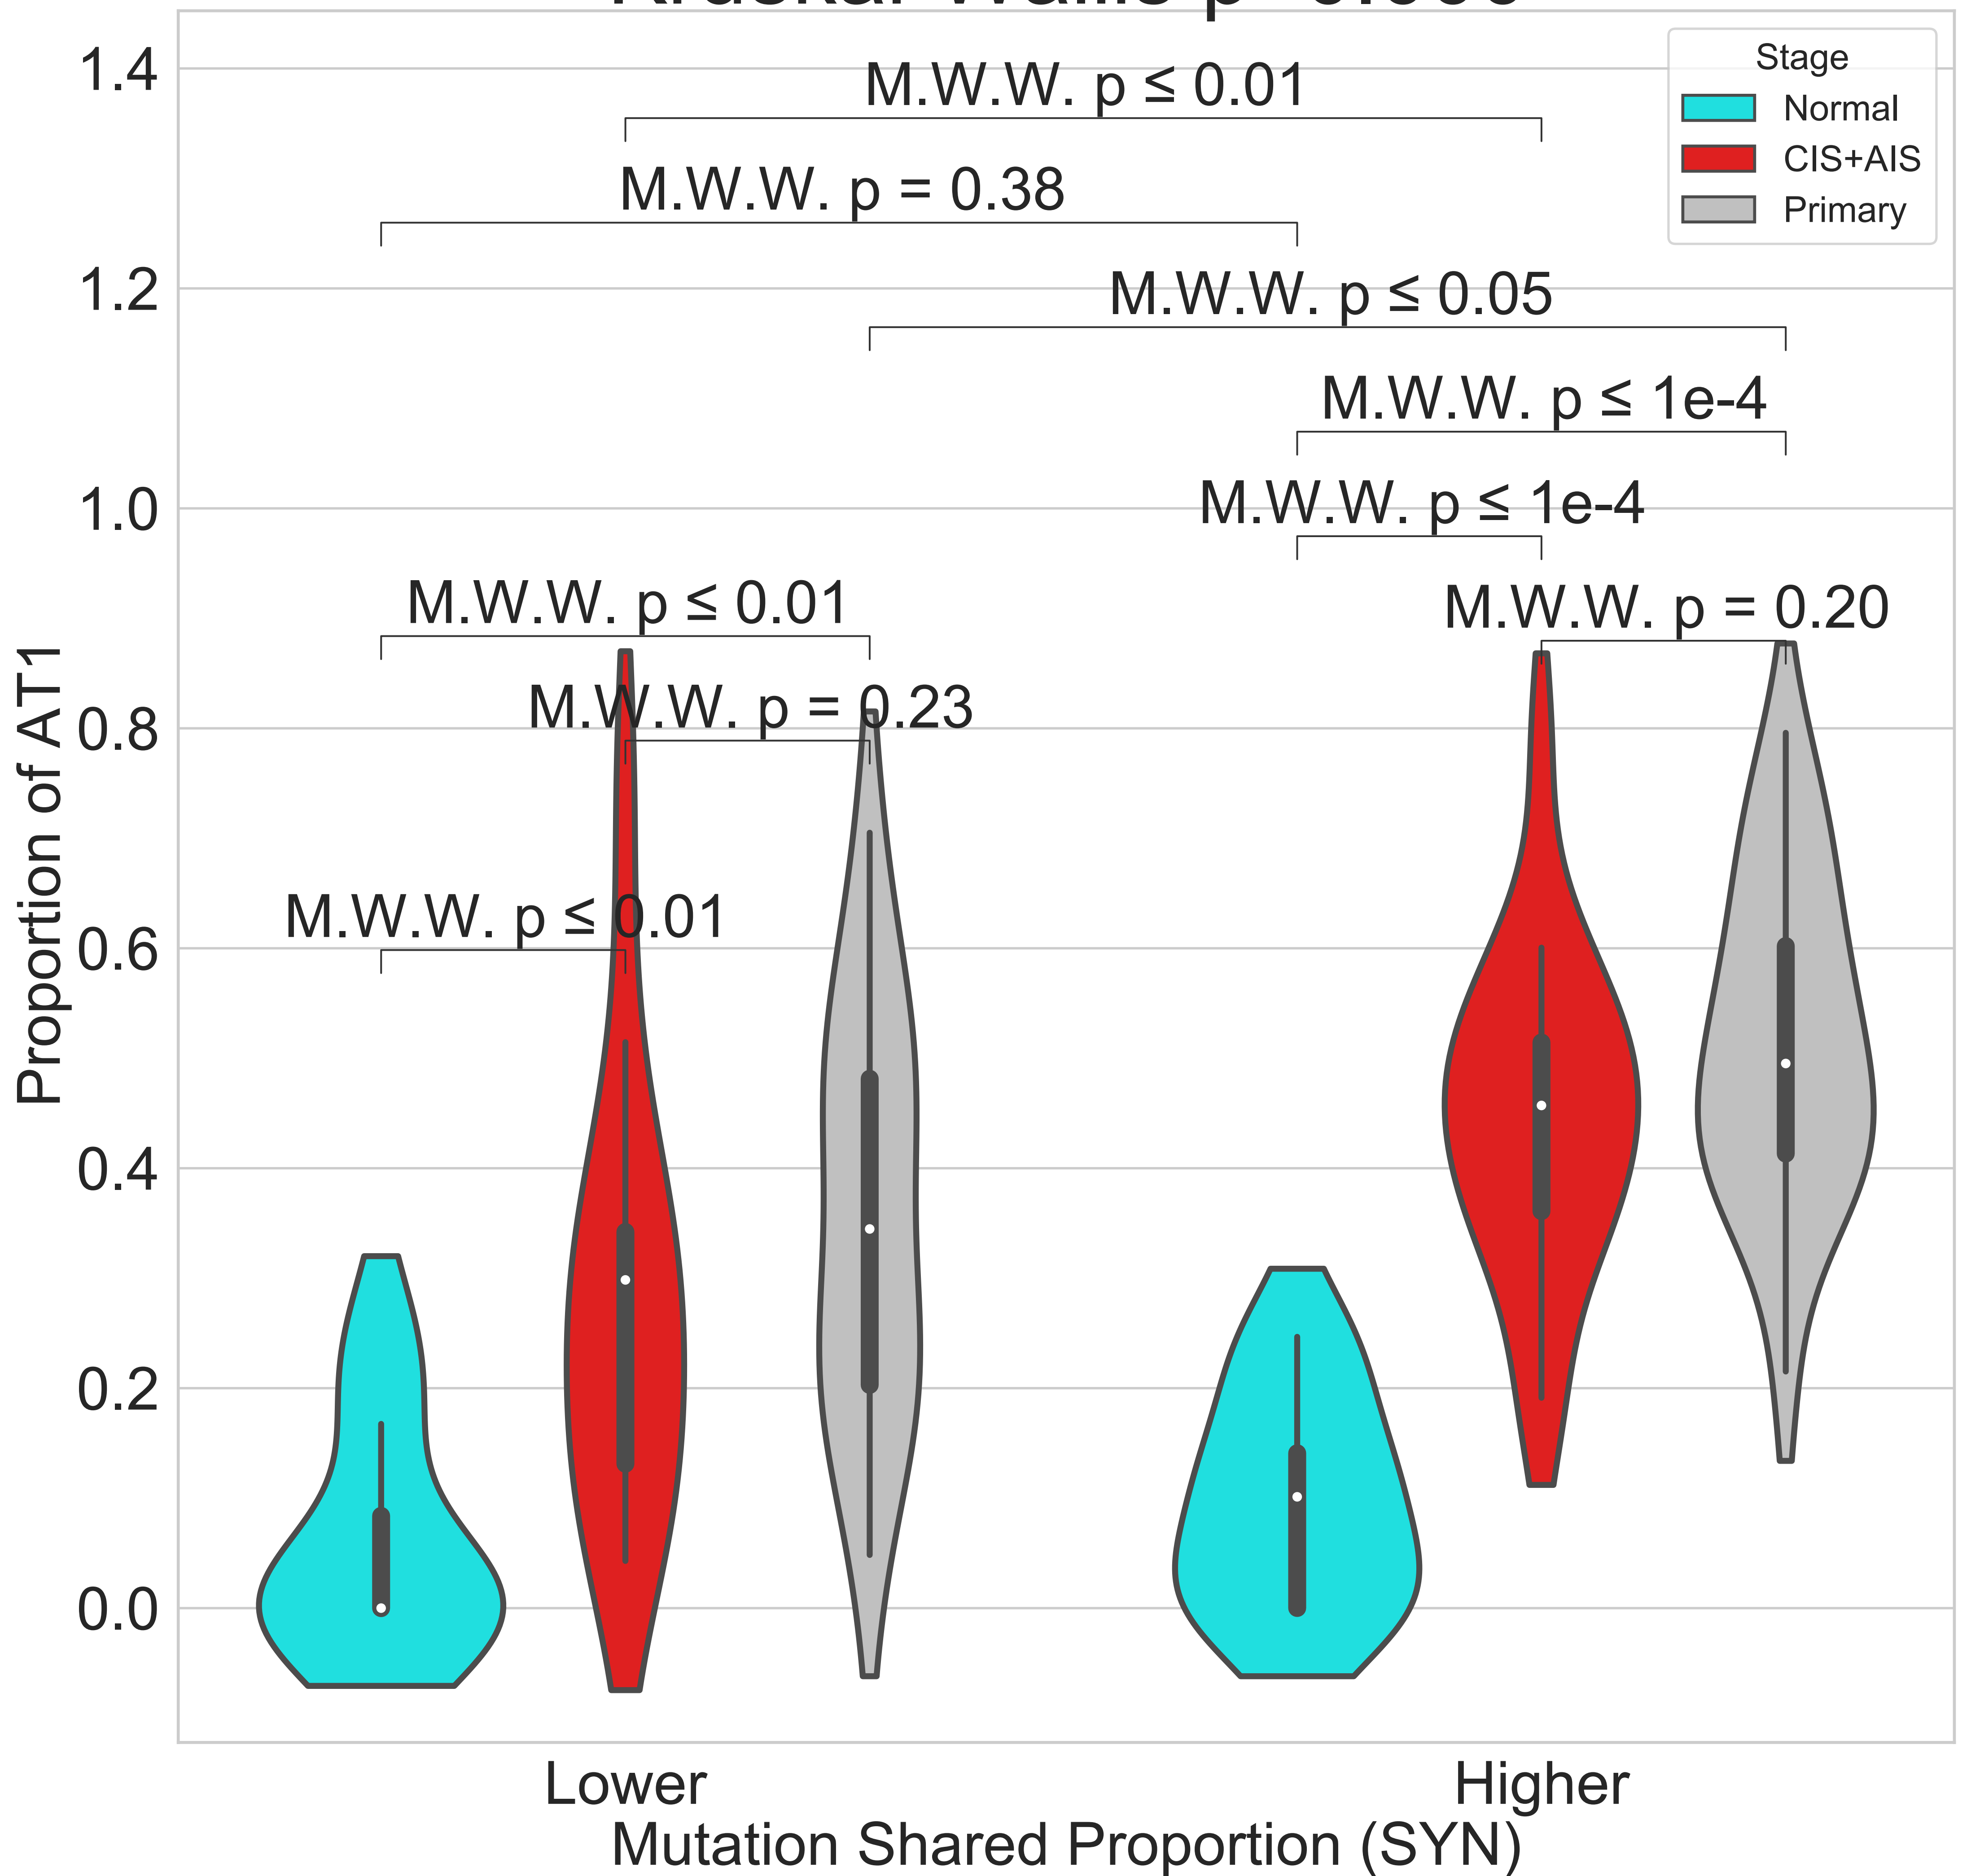 1.4
1.2
1.0
0.8
0.6
0.4
0.2
0.0
Proportion of AT1
M.W.W. p ≤ 0.01
M.W.W. p = 0.38
M.W.W. p ≤ 0.05
M.W.W. p ≤ 1e-4
M.W.W. p ≤ 1e-4
M.W.W. p ≤ 0.01
M.W.W. p = 0.20
M.W.W. p = 0.23
M.W.W. p ≤ 0.01
Stage
Normal
CIS+AIS
Primary
Lower
Higher
Mutation Shared Proportion (SYN)